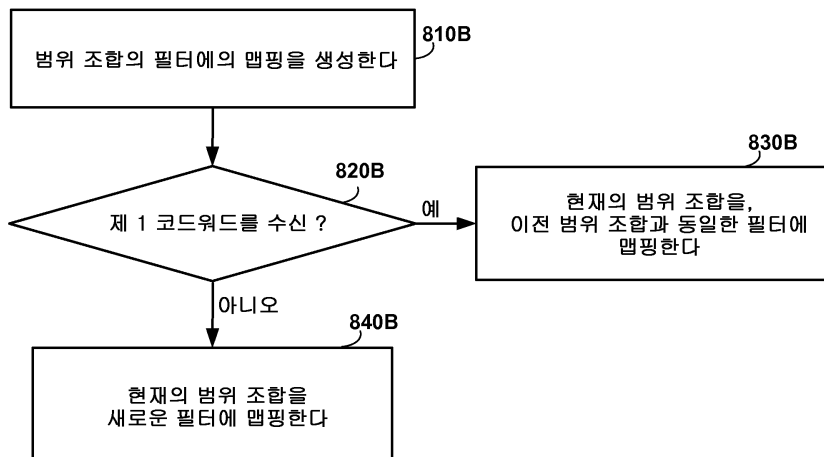 810B
범위 조합의 필터에의 맵핑을 생성한다
820B
제 1 코드워드를 수신 ?
예
830B
현재의 범위 조합을,
이전 범위 조합과 동일한 필터에
맵핑한다
아니오
840B
현재의 범위 조합을
새로운 필터에 맵핑한다